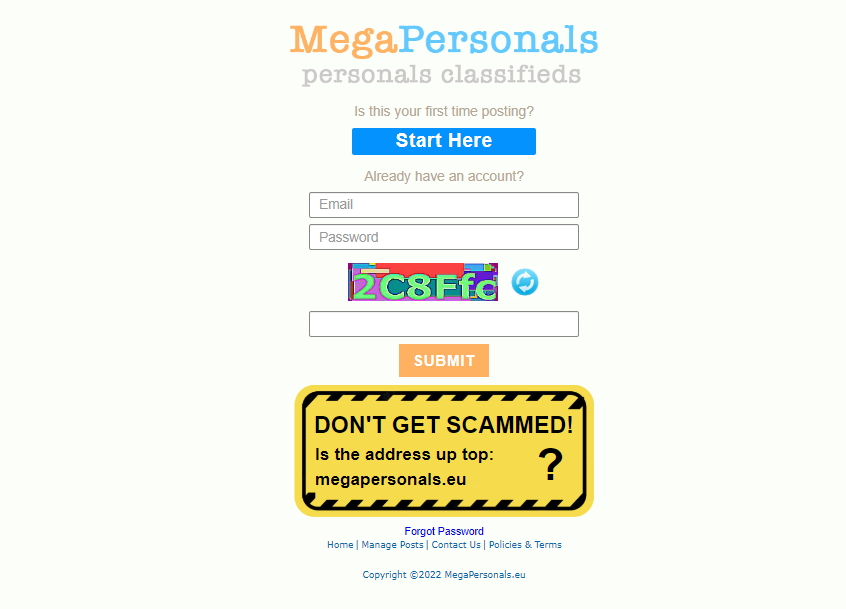 MegaPersonals
personals classifieds
Is this your first time posting?
Start Here
Already have an account?
Email
Password
2C8Ffc
SUBMIT
DON'T GET SCAMMED!
Is the address up top:
megapersonals.eu
?
Forgot Password
Home | Manage Posts | Contact Us | Policies & Terms
Copyright ©2022 MegaPersonals.eu